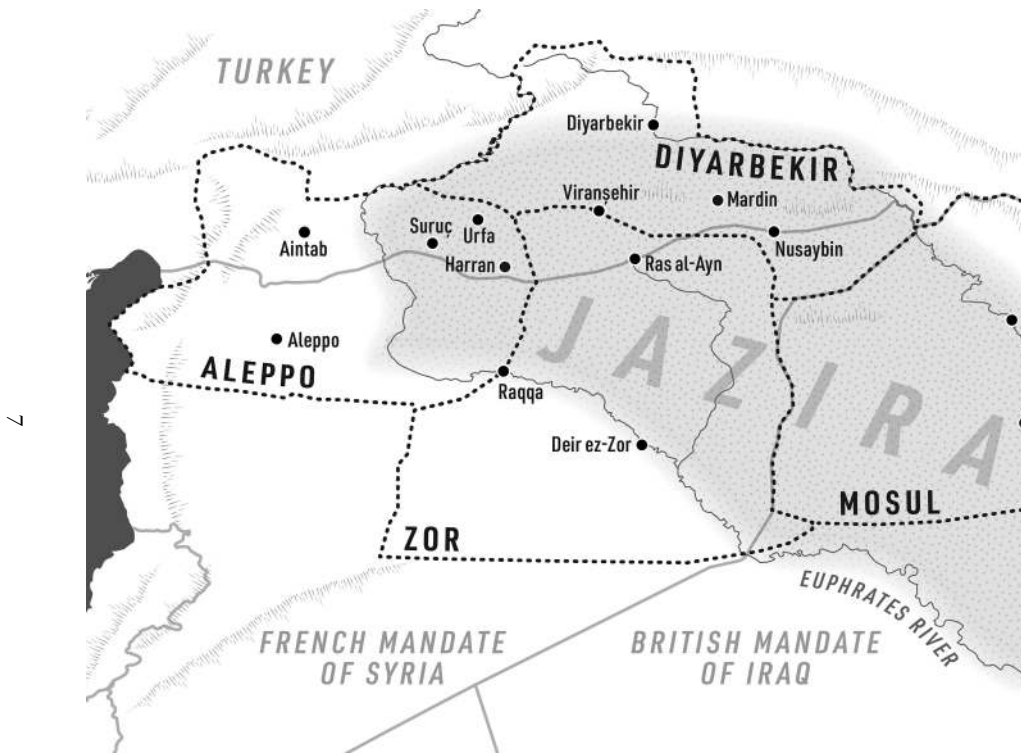 TURKEY
Diyarbekir
DIYARBEKIR
Viranşehir
Mardin
Suruç
Urfa
Aintab
Nusaybin
Harran
Ras al-Ayn
JAZIRA
Aleppo
ALEPPO
Raqqa
7
Deir ez-Zor
MOSUL
ZOR
EUPHRATES RIVER
FRENCH MANDATE
OF SYRIA
BRITISH MANDATE
OF IRAQ